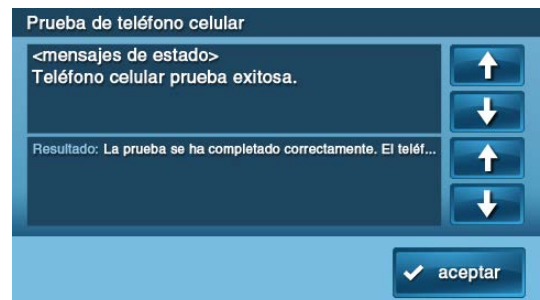 Prueba de teléfono celular
<mensajes de estado>
Teléfono celular prueba exitosa.
Resultado: La prueba se ha completado correctamente. El teléf...
aceptar